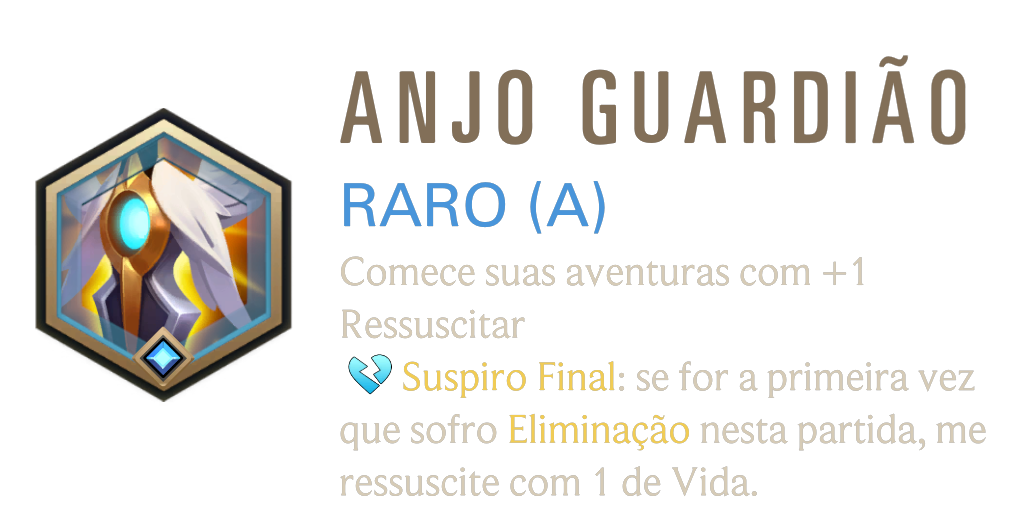 ANJO GUARDIÃO
RARO (A)
Comece suas aventuras com +1
Ressuscitar
Suspiro Final: se for a primeira vez
que sofro Eliminação nesta partida, me
ressuscite com 1 de Vida.